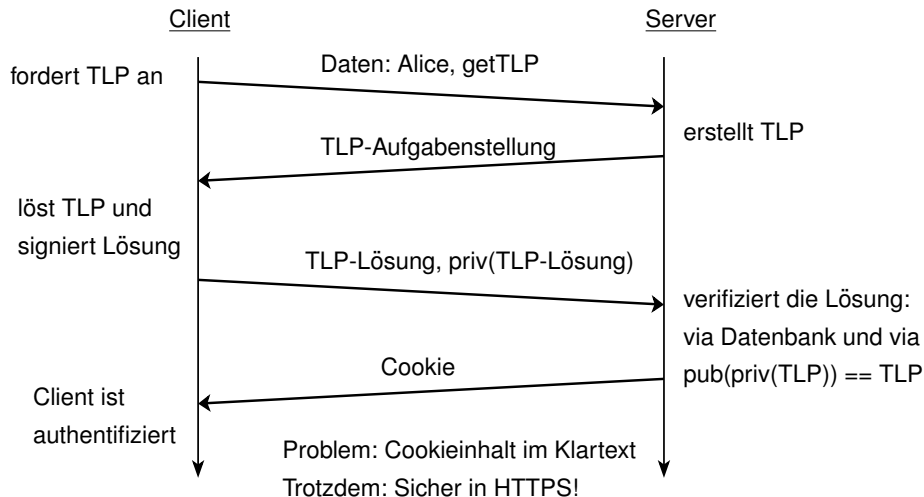 Client
Server
fordert TLP an
Daten: Alice, getTLP
erstellt TLP
TLP-Aufgabenstellung
löst TLP und
signiert Lösung
TLP-Lösung, priv(TLP-Lösung)
verifiziert die Lösung:
via Datenbank und via
pub(priv(TLP)) == TLP
Cookie
Client ist
authentifiziert
Problem: Cookieinhalt im Klartext
Trotzdem: Sicher in HTTPS!